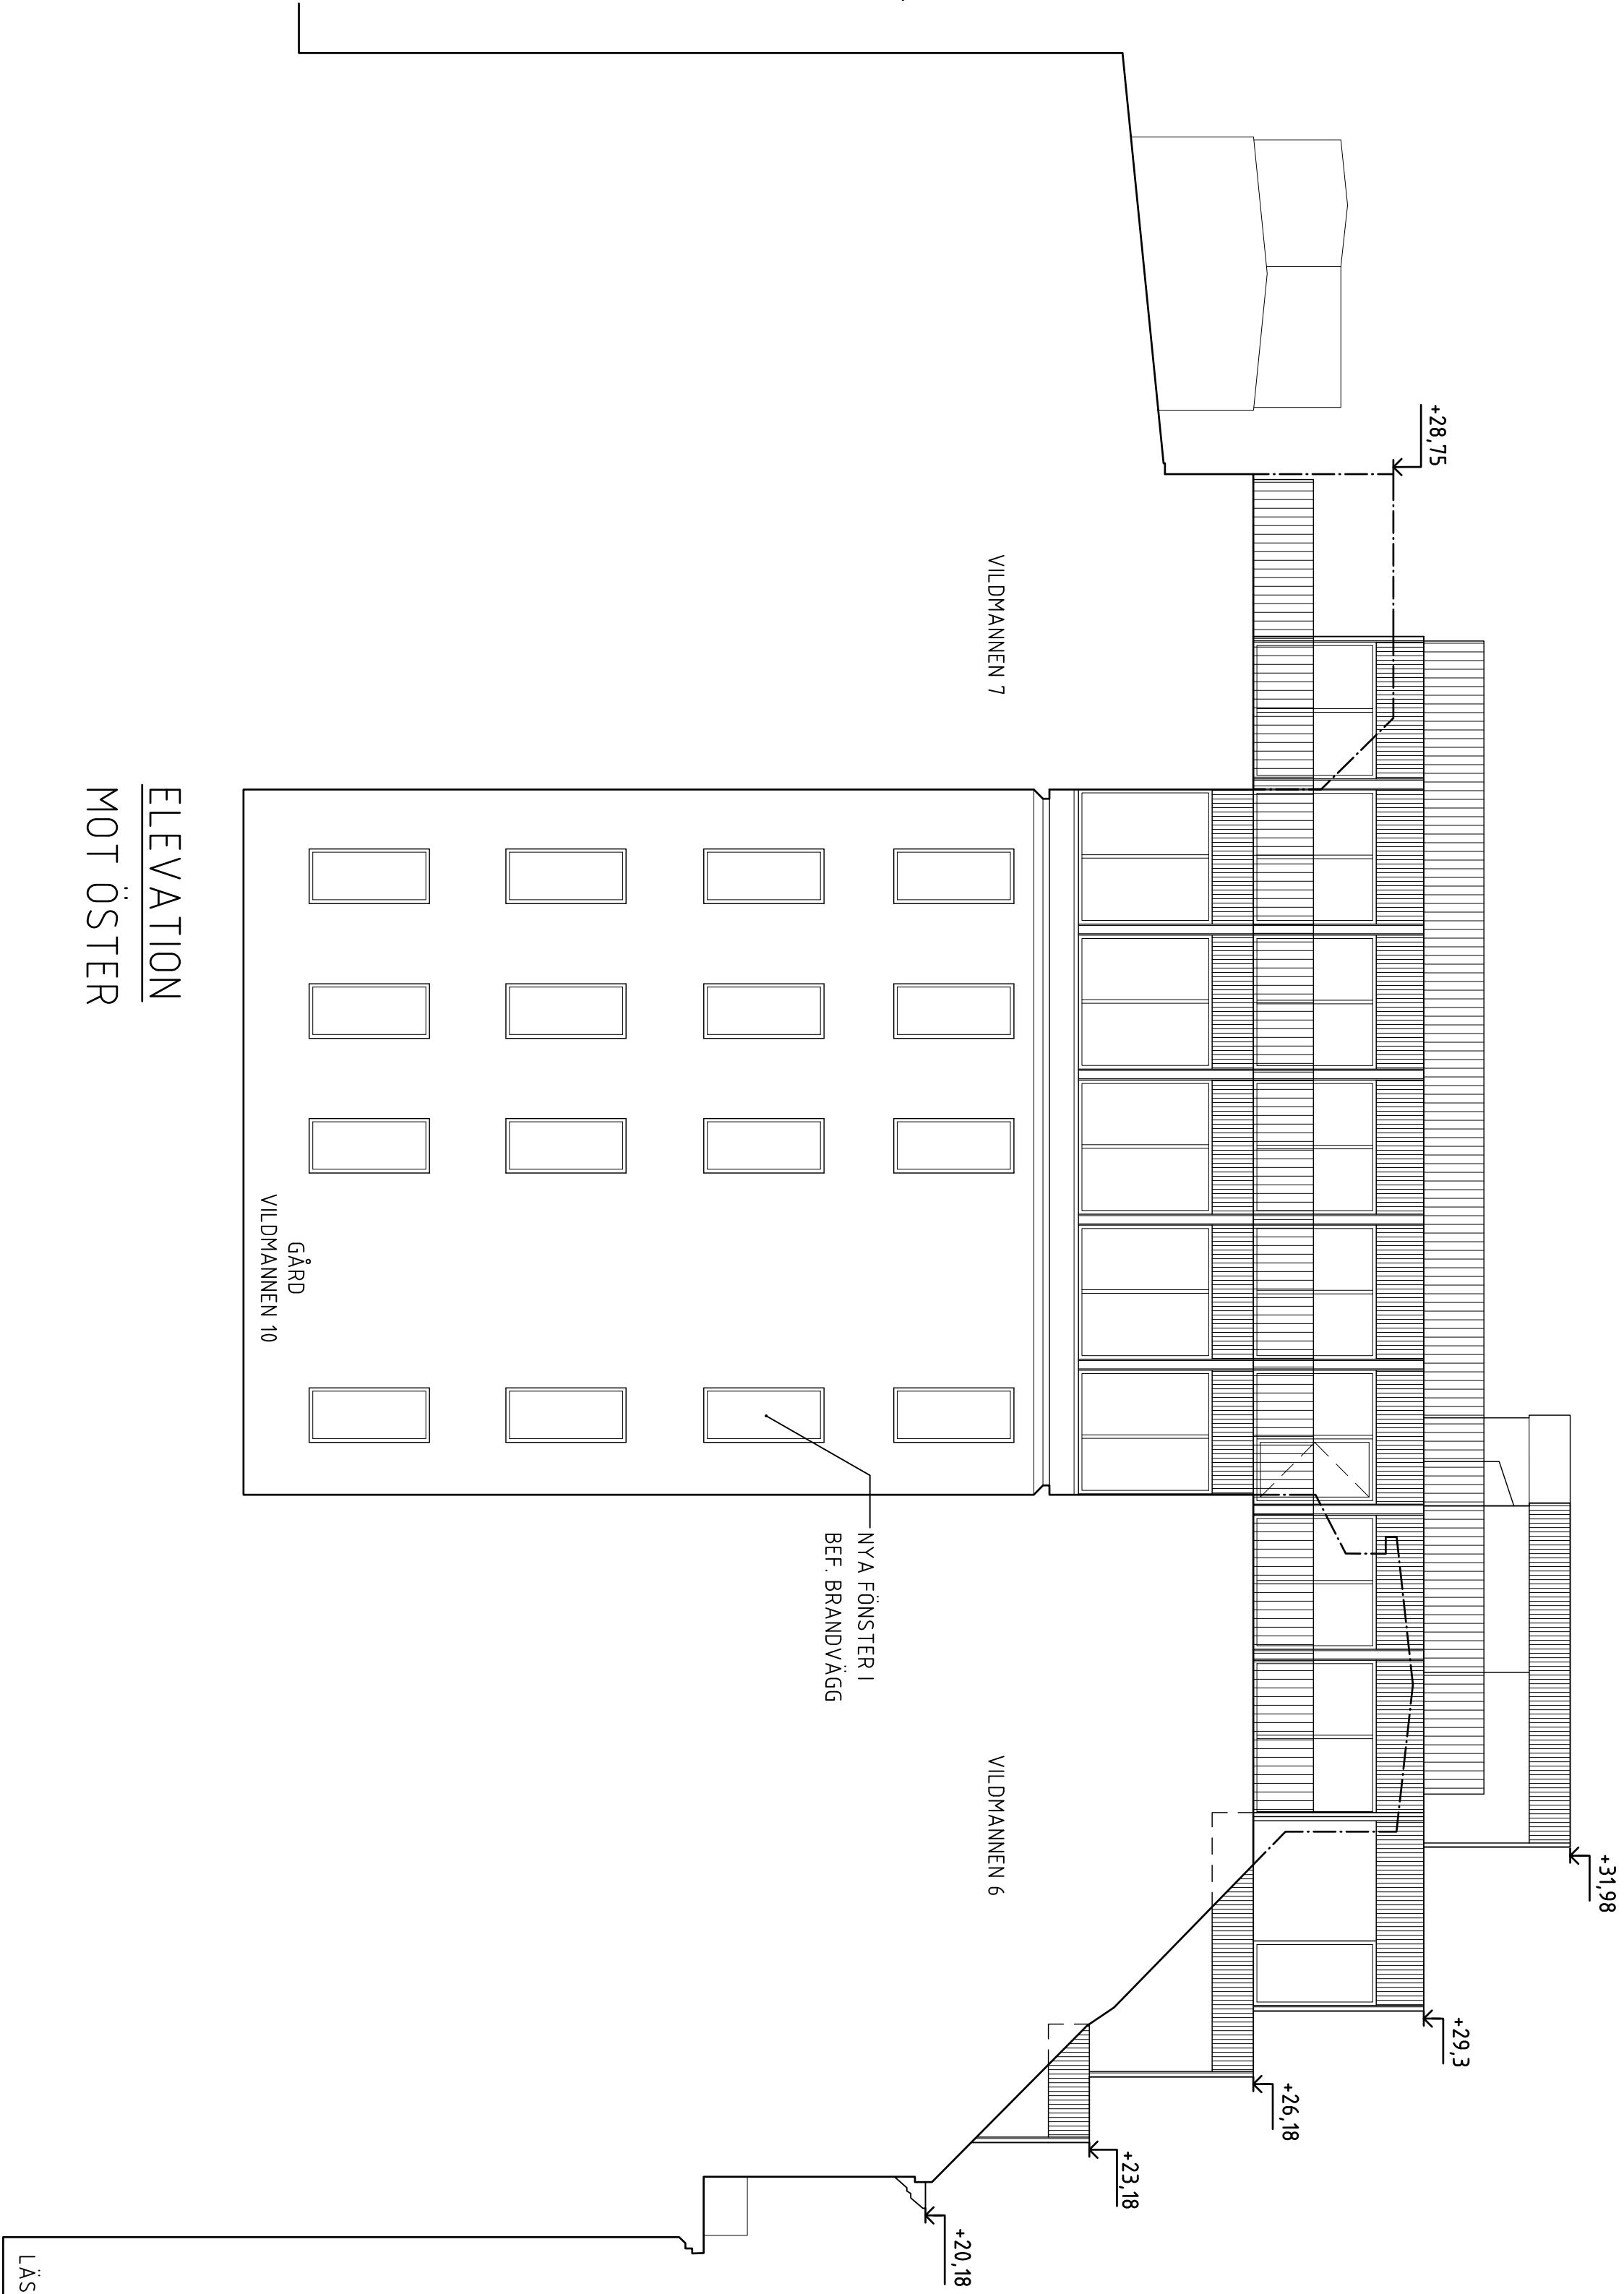 +31,98
+28,75
+29,3
+26,18
+23,18
+20,18
VILDMANNEN 7
VILDMANNEN 6
NYA FÖNSTER I
BEF. BRANDVÄGG
GÅRD
VILDMANNEN 10
ELEVATION
MOT ÖSTER
LÄS